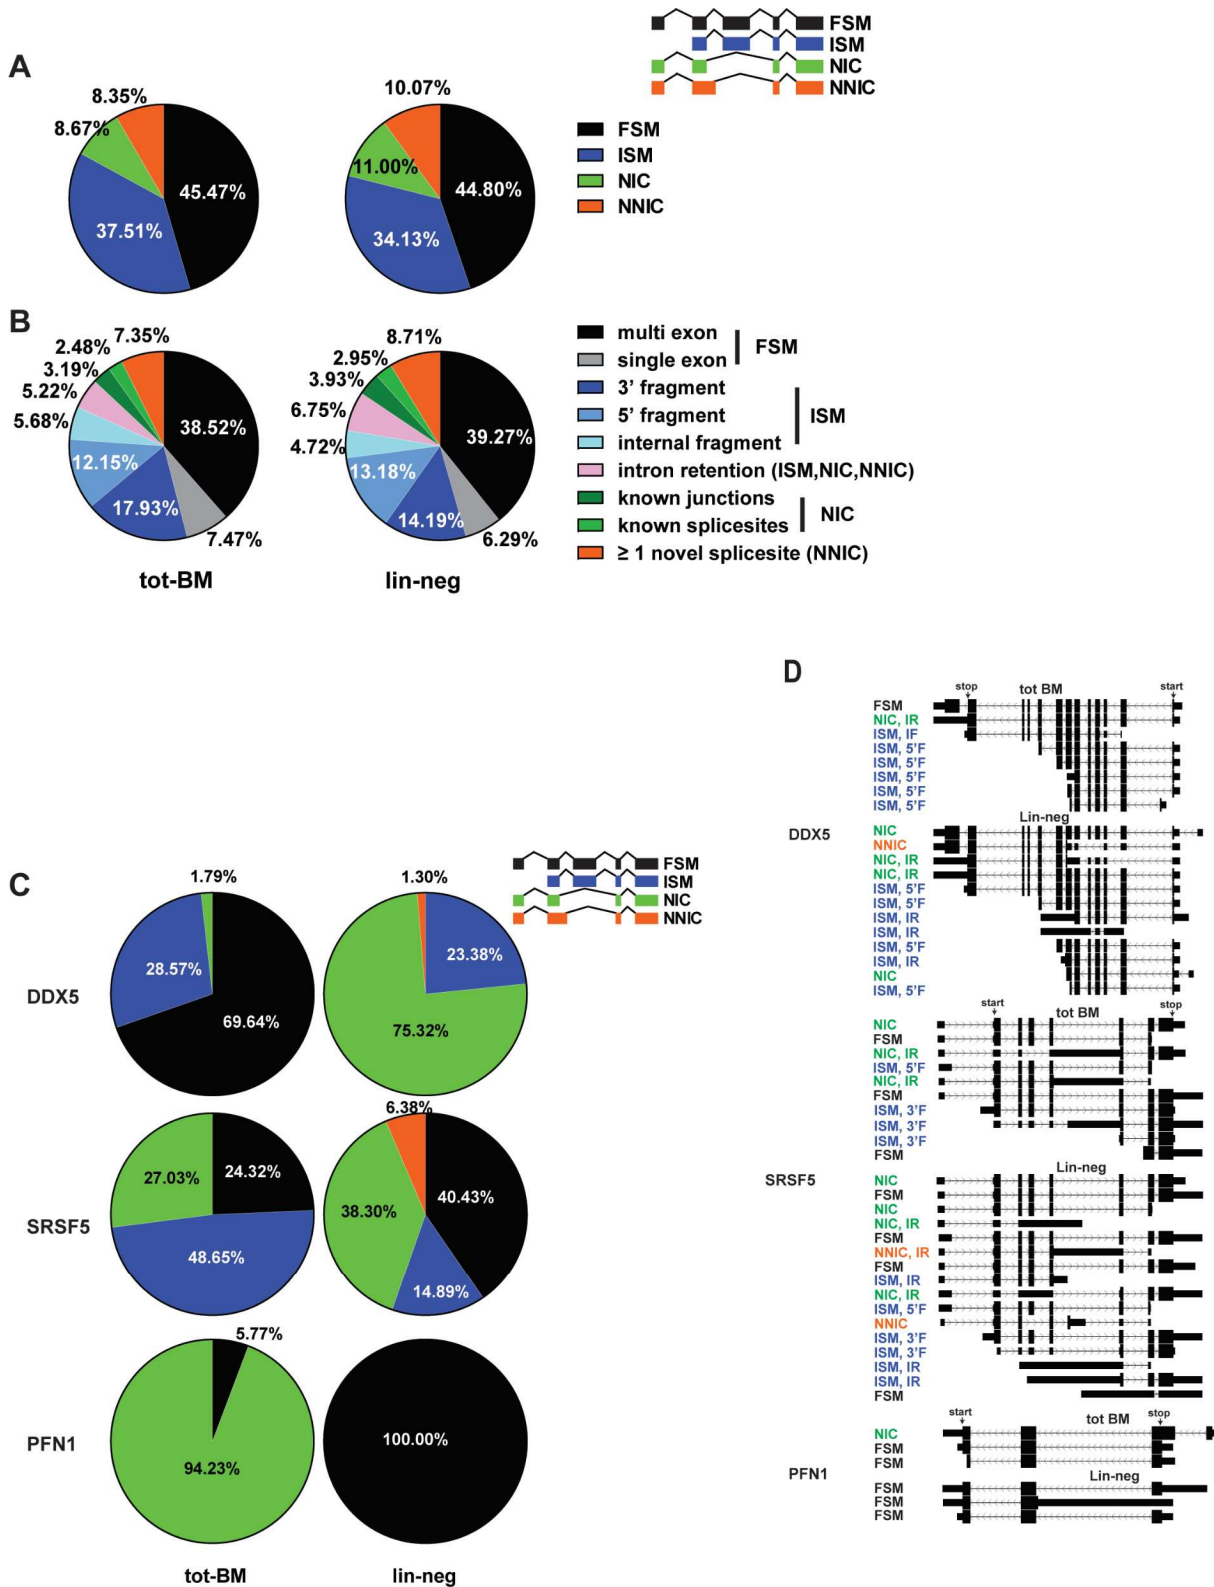 FSM
ISM
NIC
NNIC
A
8.35%
8.67%
45.47%
37.51%
10.07%
11.00%
44.80%
34.13%
FSM
ISM
NIC
NNIC
B
7.35%
2.48%
3.19%
5.22%
5.68%
12.15%
17.93%
7.47%
38.52%
tot-BM
8.71%
2.95%
3.93%
6.75%
4.72%
13.18%
14.19%
6.29%
39.27%
lin-neg
multi exon
single exon
FSM
3' fragment
5' fragment
internal fragment
ISM
intron retention (ISM,NIC,NNIC)
known junctions
known splicesites
NIC
≥ 1 novel splicesite (NNIC)
C
FSM
ISM
NIC
NNIC
DDX5
1.79%
28.57%
69.64%
1.30%
23.38%
75.32%
SRSF5
27.03%
24.32%
48.65%
6.38%
40.43%
38.30%
14.89%
PFN1
5.77%
94.23%
100.00%
tot-BM
lin-neg
D
stop
tot BM
start
FSM
NIC, IR
ISM, IF
ISM, 5'F
ISM, 5'F
ISM, 5'F
ISM, 5'F
ISM, 5'F
DDX5
Lin-neg
NIC
NNIC
NIC, IR
NIC, IR
ISM, 5'F
ISM, 5'F
ISM, IR
ISM, IR
ISM, 5'F
ISM, IR
NIC
ISM, 5'F
start
tot BM
stop
NIC
FSM
NIC, IR
ISM, 5'F
NIC, IR
FSM
ISM, 3'F
ISM, 3'F
ISM, 3'F
FSM
SRSF5
Lin-neg
NIC
FSM
NIC
NIC, IR
FSM
NNIC, IR
FSM
ISM, IR
NIC, IR
ISM, 5'F
NNIC
ISM, 3'F
ISM, 3'F
ISM, IR
ISM, IR
FSM
start
tot BM
stop
NIC
FSM
FSM
PFN1
Lin-neg
FSM
FSM
FSM